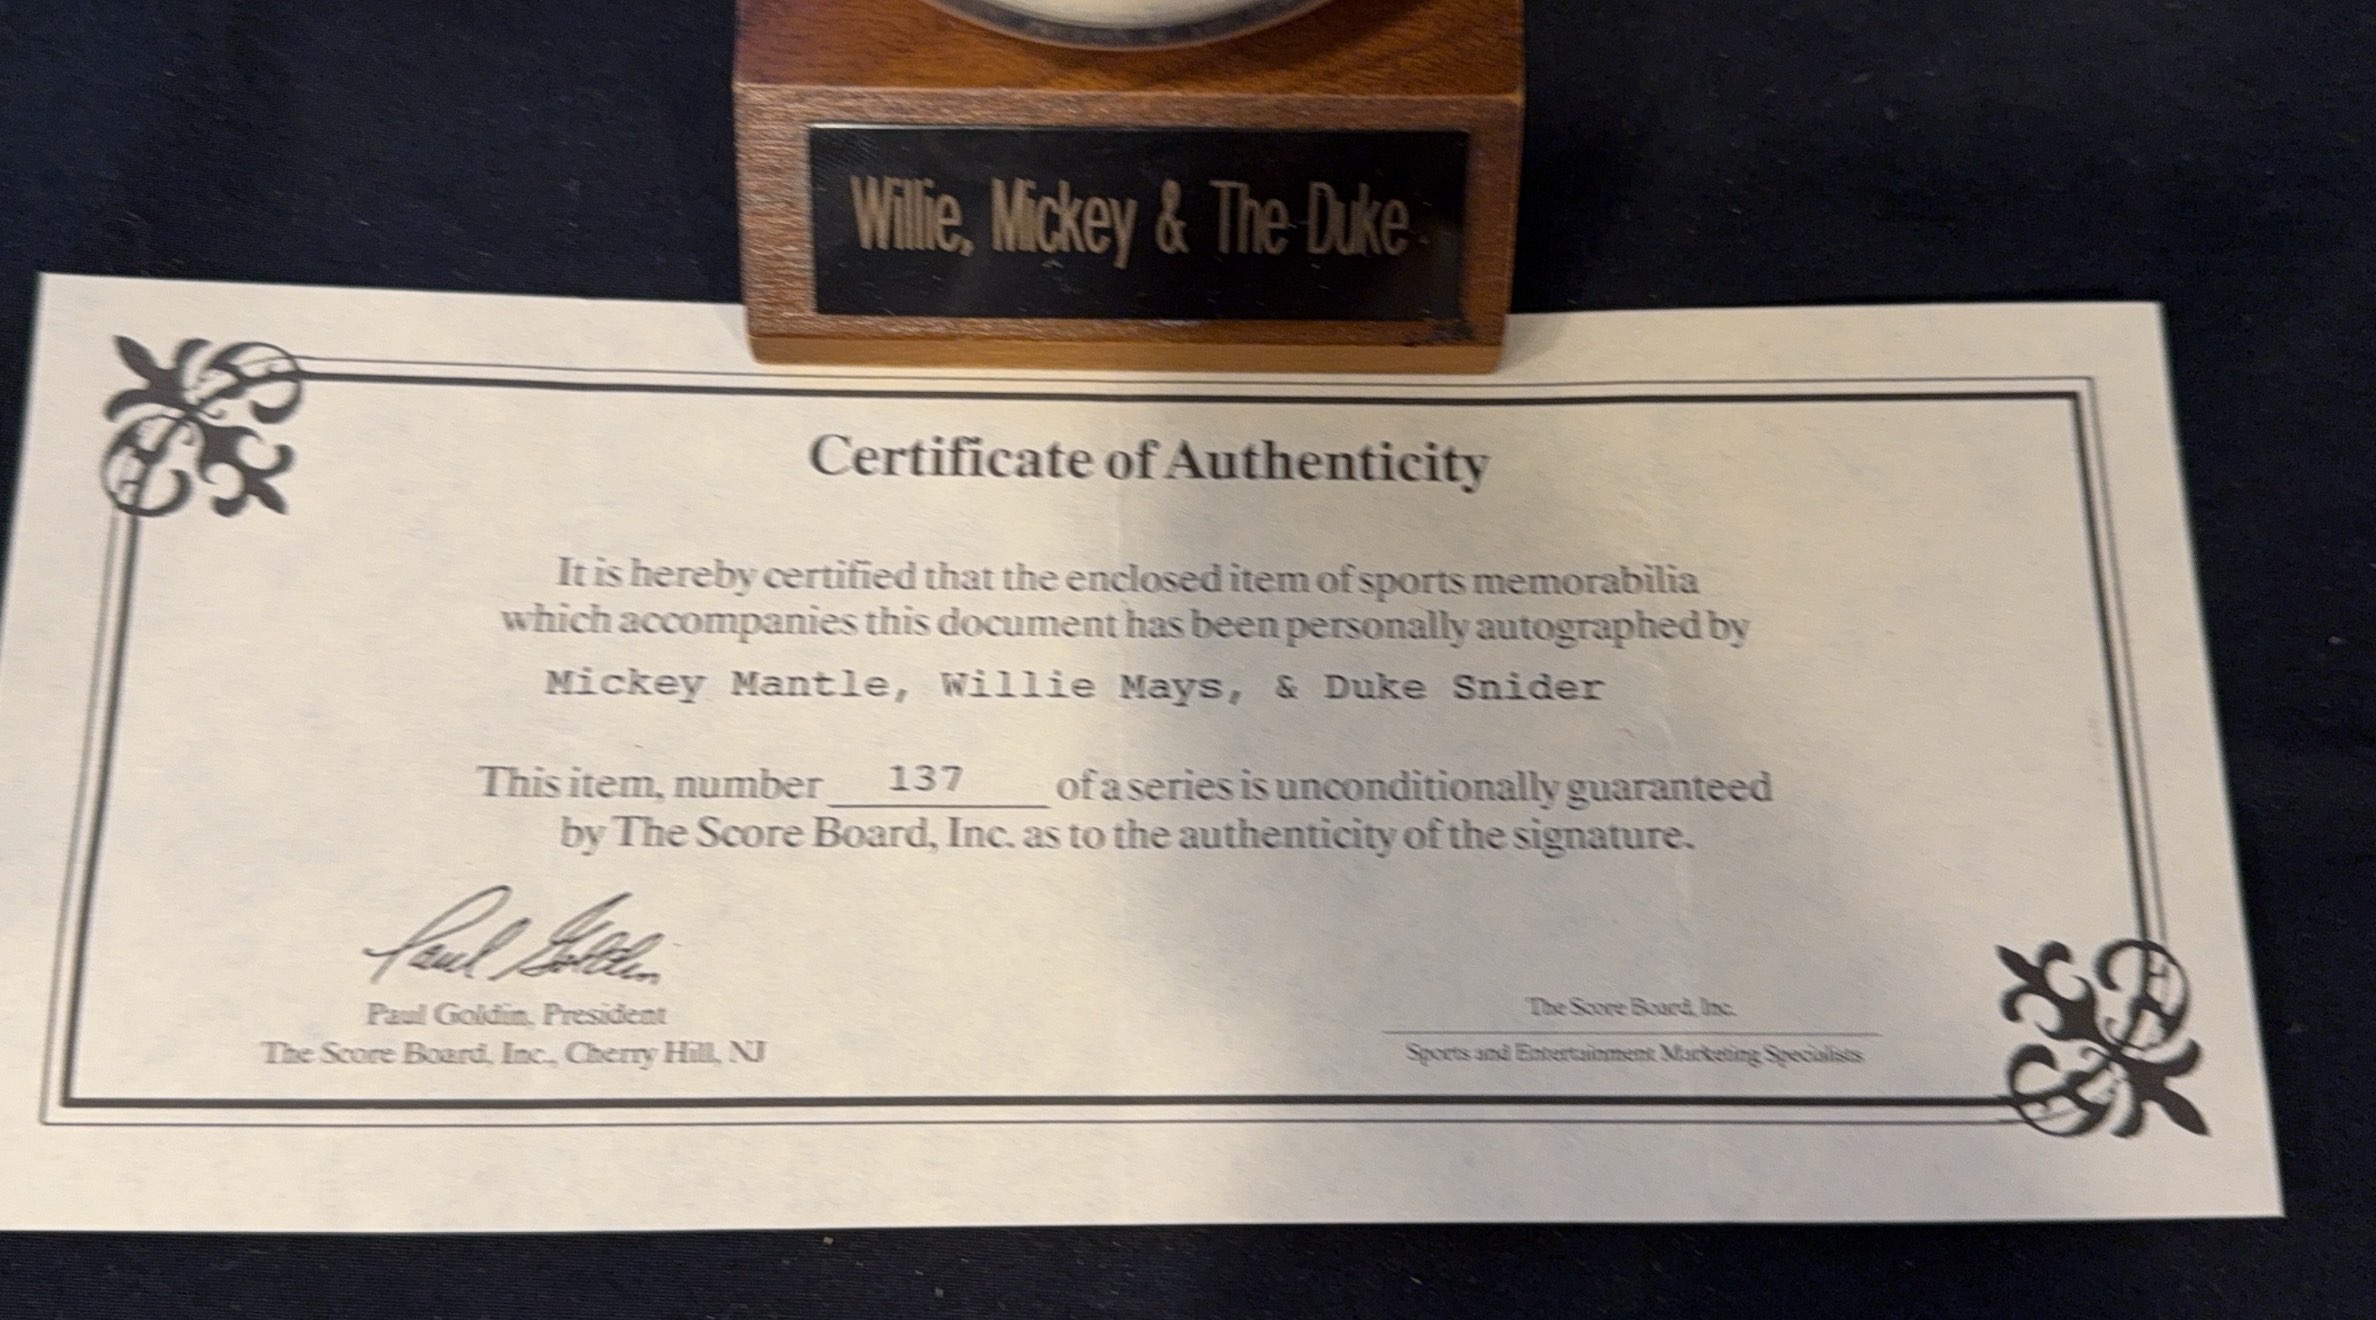 Willie, Mickey & The Duke
Certificate of Authenticity
It is hereby certified that the enclosed item of sports memorabilia
which accompanies this document has been personally autographed by
Mickey Mantle, Willie Mays, & Duke Snider
This item, number 137 of a series is unconditionally guaranteed
by The Score Board, Inc. as to the authenticity of the signature.
Paul Goldin
Paul Goldin, President
The Score Board, Inc., Cherry Hill, NJ
The Score Board, Inc.
Sports and Entertainment Marketing Specialists